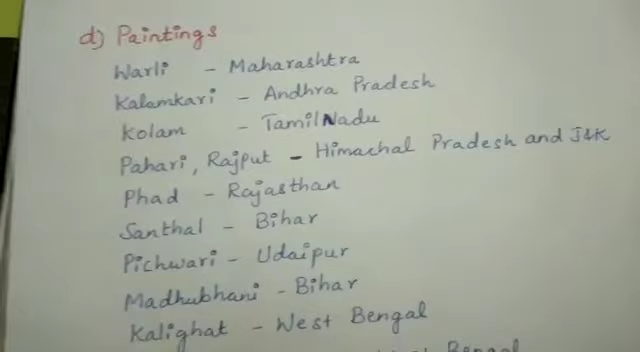 d) Paintings
Warli - Maharashtra
Kalamkari - Andhra Pradesh
Kolam - TamilNadu
Pahari, Rajput - Himachal Pradesh and J&K
Phad - Rajasthan
Santhal - Bihar
Pichwari - Udaipur
Madhubhani - Bihar
Kalighat - West Bengal
Bengal